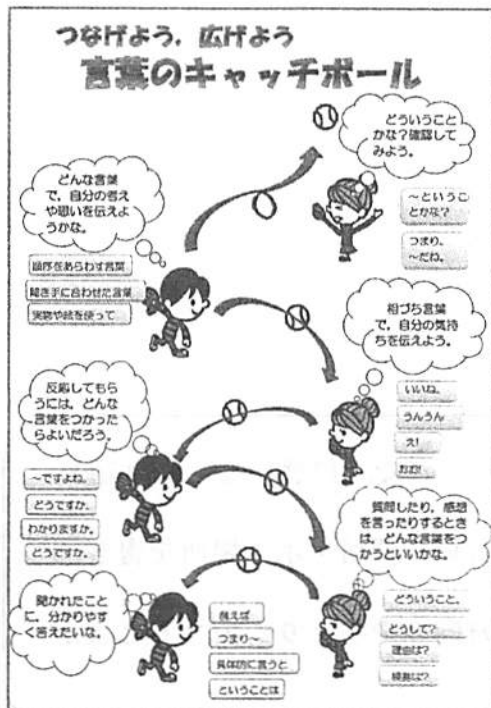 つなげよう，広げよう
言葉のキャッチボール
どういうこと
かな？確認して
みよう。
～というこ
とかな？
つまり、
～だね。
どんな言葉
で、自分の考え
や思いを伝えよ
うかな。
順序をあらわす言葉
聞き手に合わせた言葉
実物や絵を使って
相づち言葉
で、自分の気持
ちを伝えよう。
いいね。
うんうん
え！
おお！
反応してもら
うには、どんな
言葉をつかった
らよいだろう。
～ですよね。
どうですか。
わかりますか。
どうですか。
質問したり、感想
を言ったりするとき
は、どんな言葉をつ
かうといいかな。
どういうこと。
どうして？
理由は？
聞かれたこと
に、分かりやす
く答えたいな。
例えば
つまり～
具体的に言うと
ということは